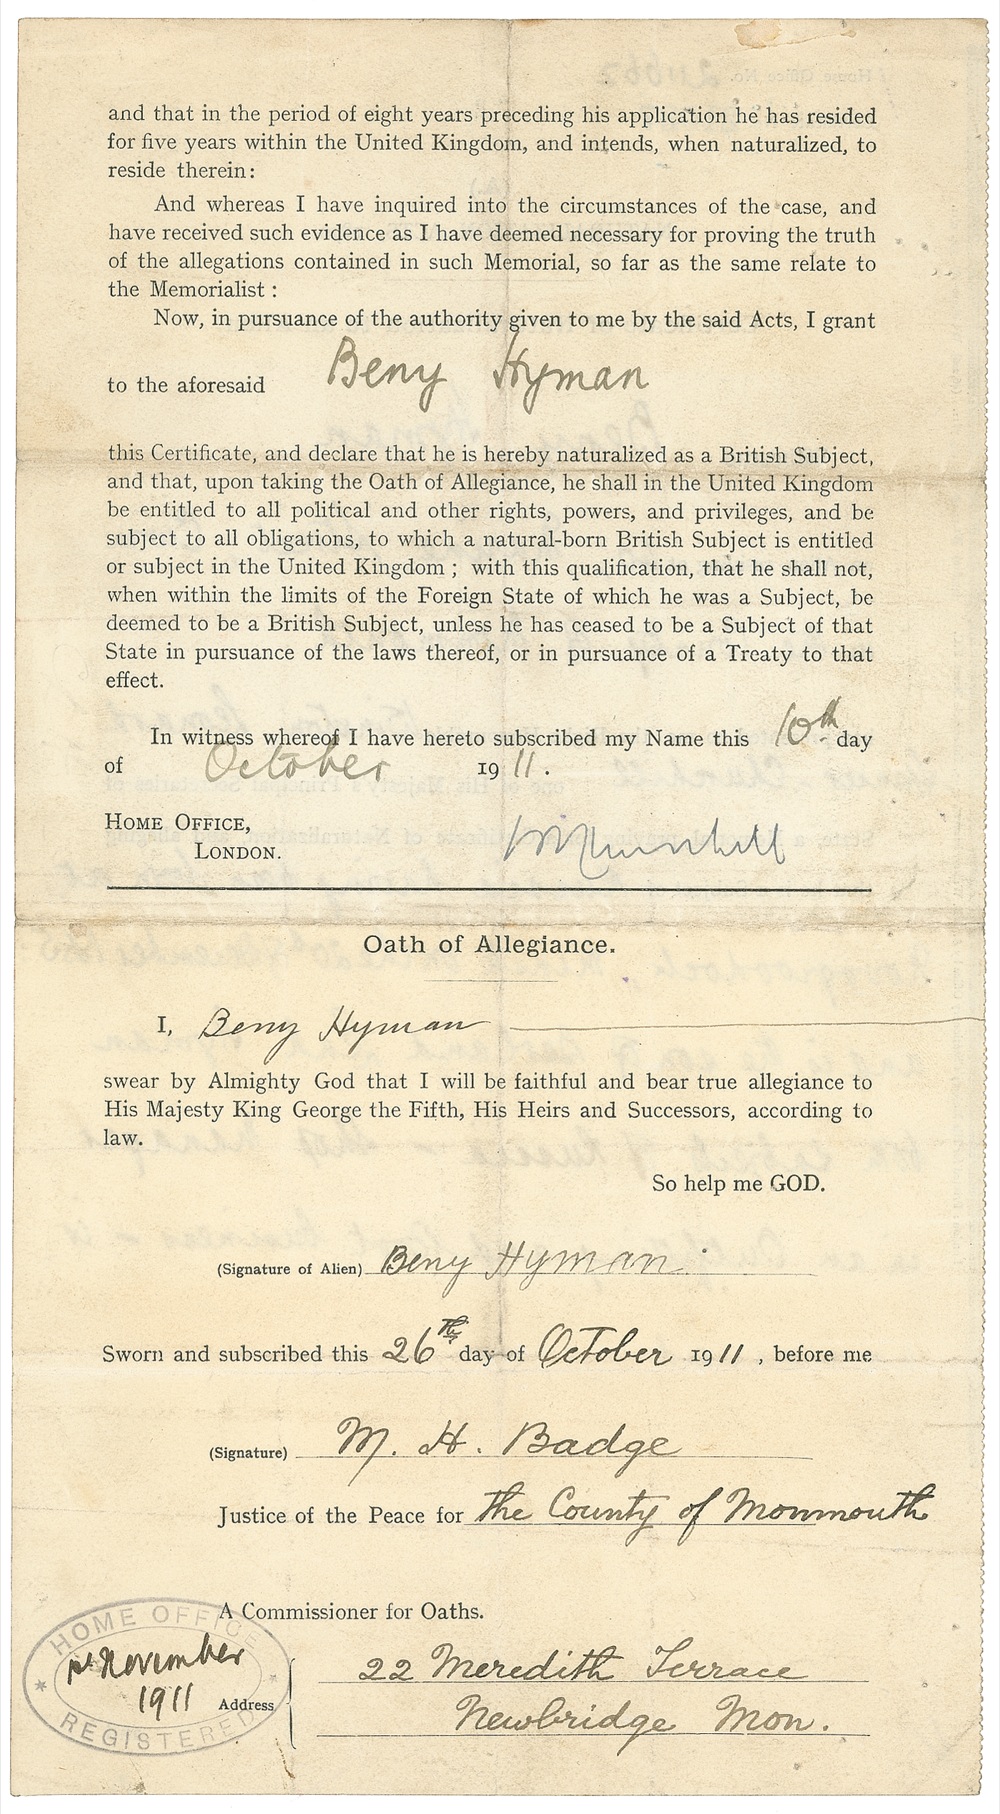 and that in the period of eight years preceding his application he has resided
for five years within the United Kingdom, and intends, when naturalized, to
reside therein:
And whereas I have inquired into the circumstances of the case, and
have received such evidence as I have deemed necessary for proving the truth
of the allegations contained in such Memorial, so far as the same relate to
the Memorialist:
Now, in pursuance of the authority given to me by the said Acts, I grant
to the aforesaid Beny Hyman
this Certificate, and declare that he is hereby naturalized as a British Subject,
and that, upon taking the Oath of Allegiance, he shall in the United Kingdom
be entitled to all political and other rights, powers, and privileges, and be
subject to all obligations, to which a natural-born British Subject is entitled
or subject in the United Kingdom; with this qualification, that he shall not,
when within the limits of the Foreign State of which he was a Subject, be
deemed to be a British Subject, unless he has ceased to be a Subject of that
State in pursuance of the laws thereof, or in pursuance of a Treaty to that
effect.
In witness whereof I have hereto subscribed my Name this 10th day
of October 1911.
HOME OFFICE,
LONDON.
W Churchill
Oath of Allegiance.
I, Beny Hyman
swear by Almighty God that I will be faithful and bear true allegiance to
His Majesty King George the Fifth, His Heirs and Successors, according to
law.
So help me GOD.
(Signature of Alien) Beny Hyman.
Sworn and subscribed this 26th day of October 1911, before me
(Signature) M. H. Badge
Justice of the Peace for the County of Monmouth
A Commissioner for Oaths.
HOME OFFICE
1st November
1911
REGISTERED
Address 22 Meredith Terrace
Newbridge Mon.